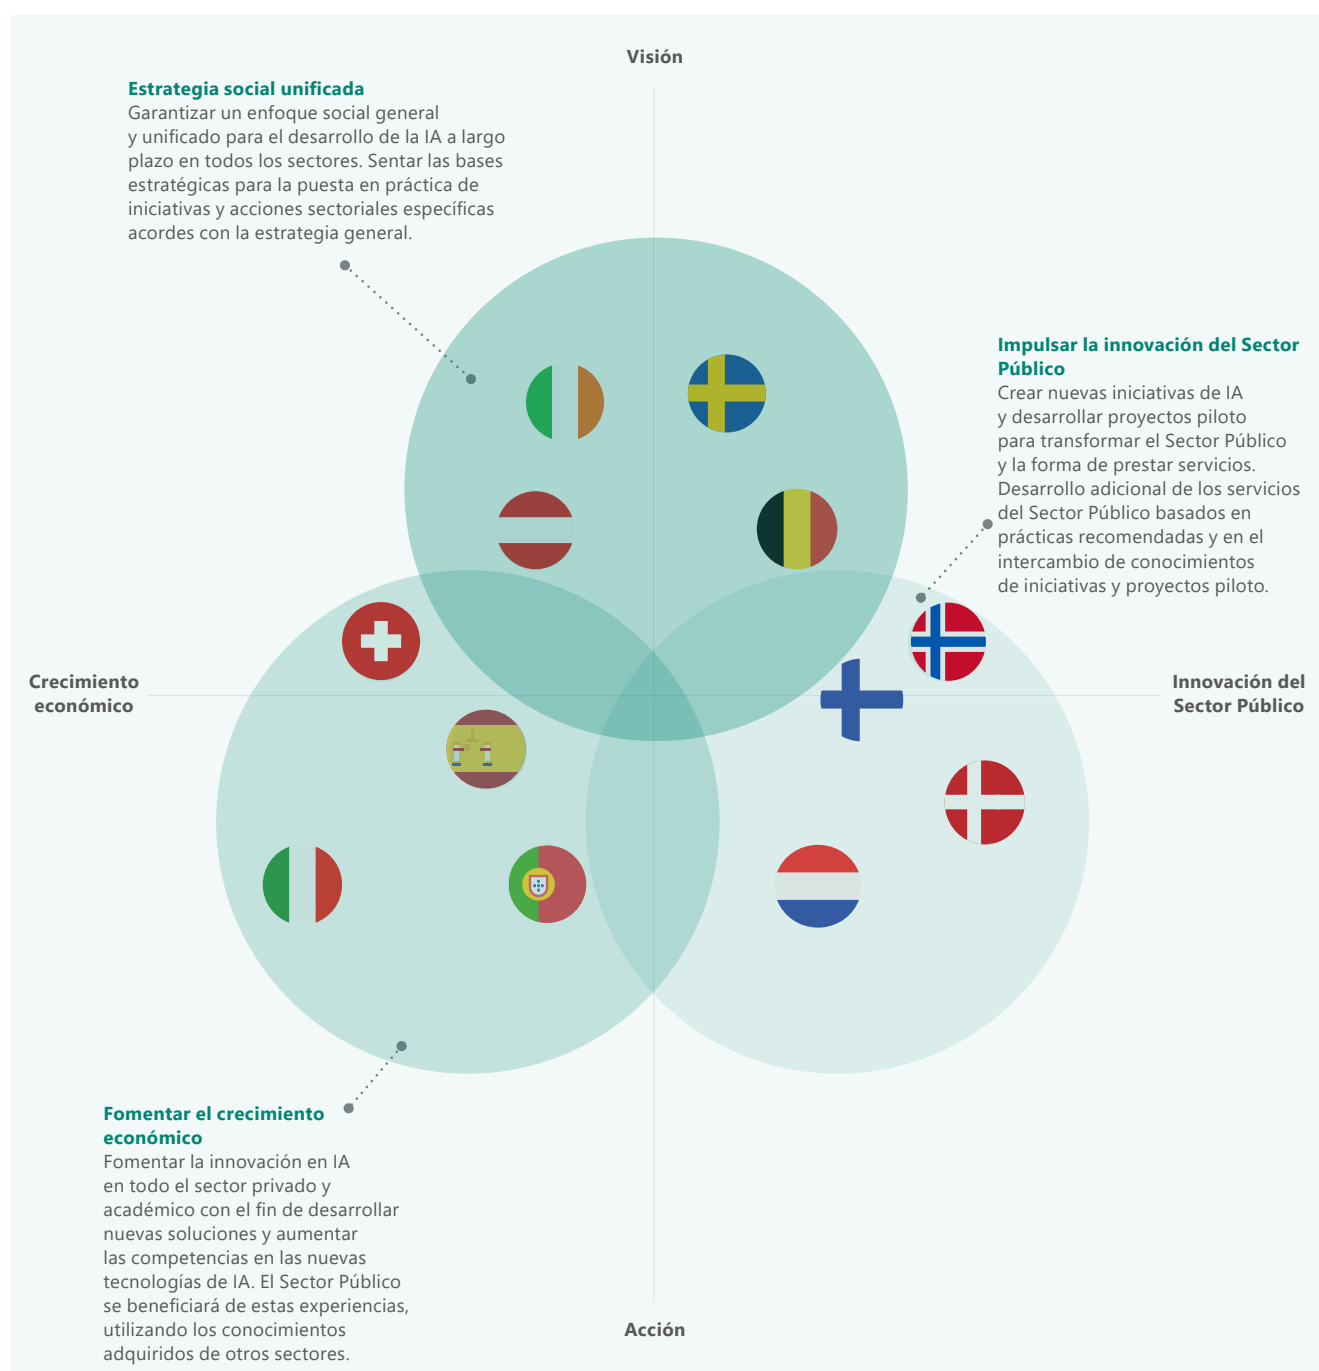 Visión
Estrategia social unificada
Garantizar un enfoque social general
y unificado para el desarrollo de la IA a largo
plazo en todos los sectores. Sentar las bases
estratégicas para la puesta en práctica de
iniciativas y acciones sectoriales específicas
acordes con la estrategia general.
Impulsar la innovación del Sector
Público
Crear nuevas iniciativas de IA
y desarrollar proyectos piloto
para transformar el Sector Público
y la forma de prestar servicios.
Desarrollo adicional de los servicios
del Sector Público basados en
prácticas recomendadas y en el
intercambio de conocimientos
de iniciativas y proyectos piloto.
Crecimiento
económico
Innovación del
Sector Público
Fomentar el crecimiento
económico
Fomentar la innovación en IA
en todo el sector privado y
académico con el fin de desarrollar
nuevas soluciones y aumentar
las competencias en las nuevas
tecnologías de IA. El Sector Público
se beneficiará de estas experiencias,
utilizando los conocimientos
adquiridos de otros sectores.
Acción